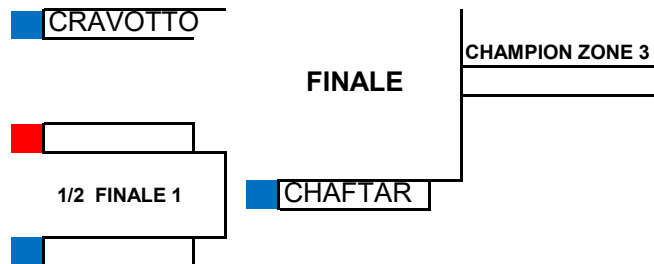 CRAVOTTO
CHAMPION ZONE 3
FINALE
1/2 FINALE 1
CHAFTAR